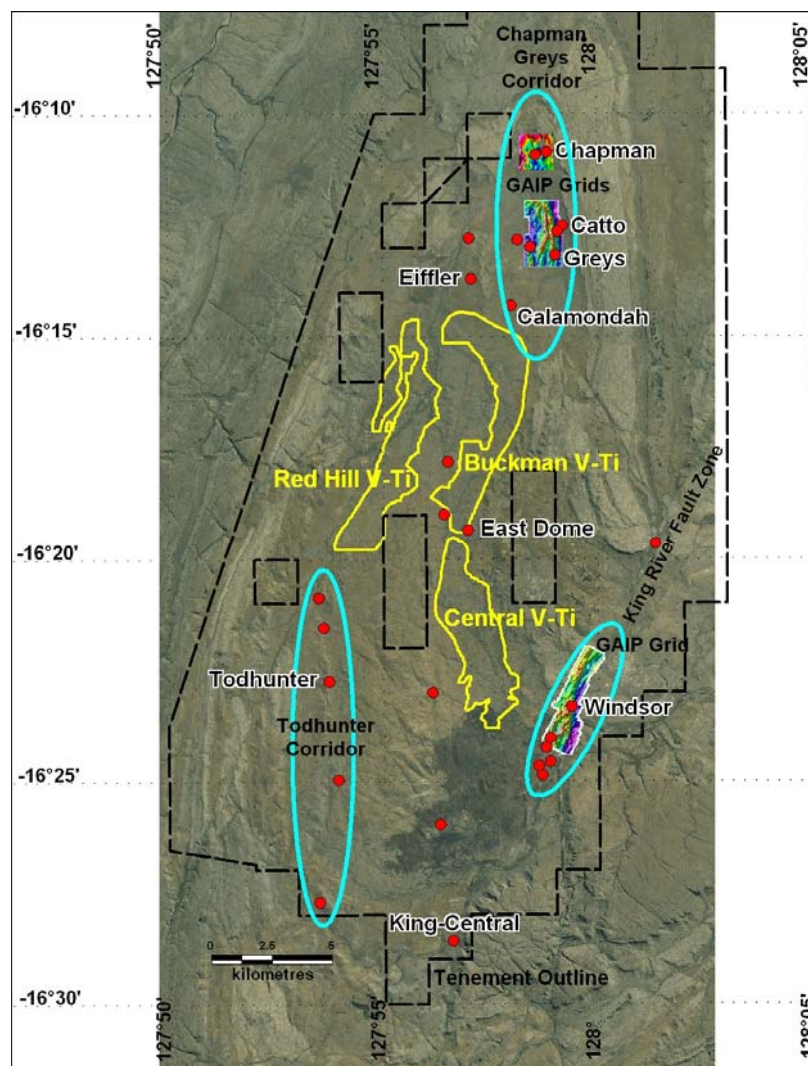 127°50'
127°55'
128°
128°05'
Chapman
Greys
Corridor
-16°10'
Chapman
GAIP Grids
Catto
Greys
Eiffler
Calamondah
-16°15'
Red Hill V-Ti
Buckman V-Ti
East Dome
King River Fault Zone
-16°20'
Central V-Ti
GAIP Grid
Todhunter
Windsor
Todhunter
Corridor
-16°25'
King-Central
0 2.5 5
kilometres
Tenement Outline
-16°30'
127°50'
127°55'
128°
128°05'